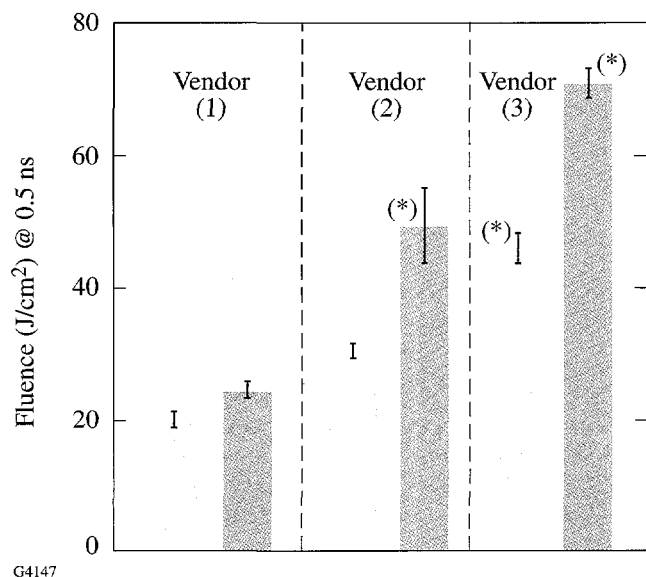 Fluence (J/cm²) @ 0.5 ns
80
60
40
20
0
Vendor
(1)
Vendor
(2)
Vendor
(3)
(*)
(*)
(*)
G4147